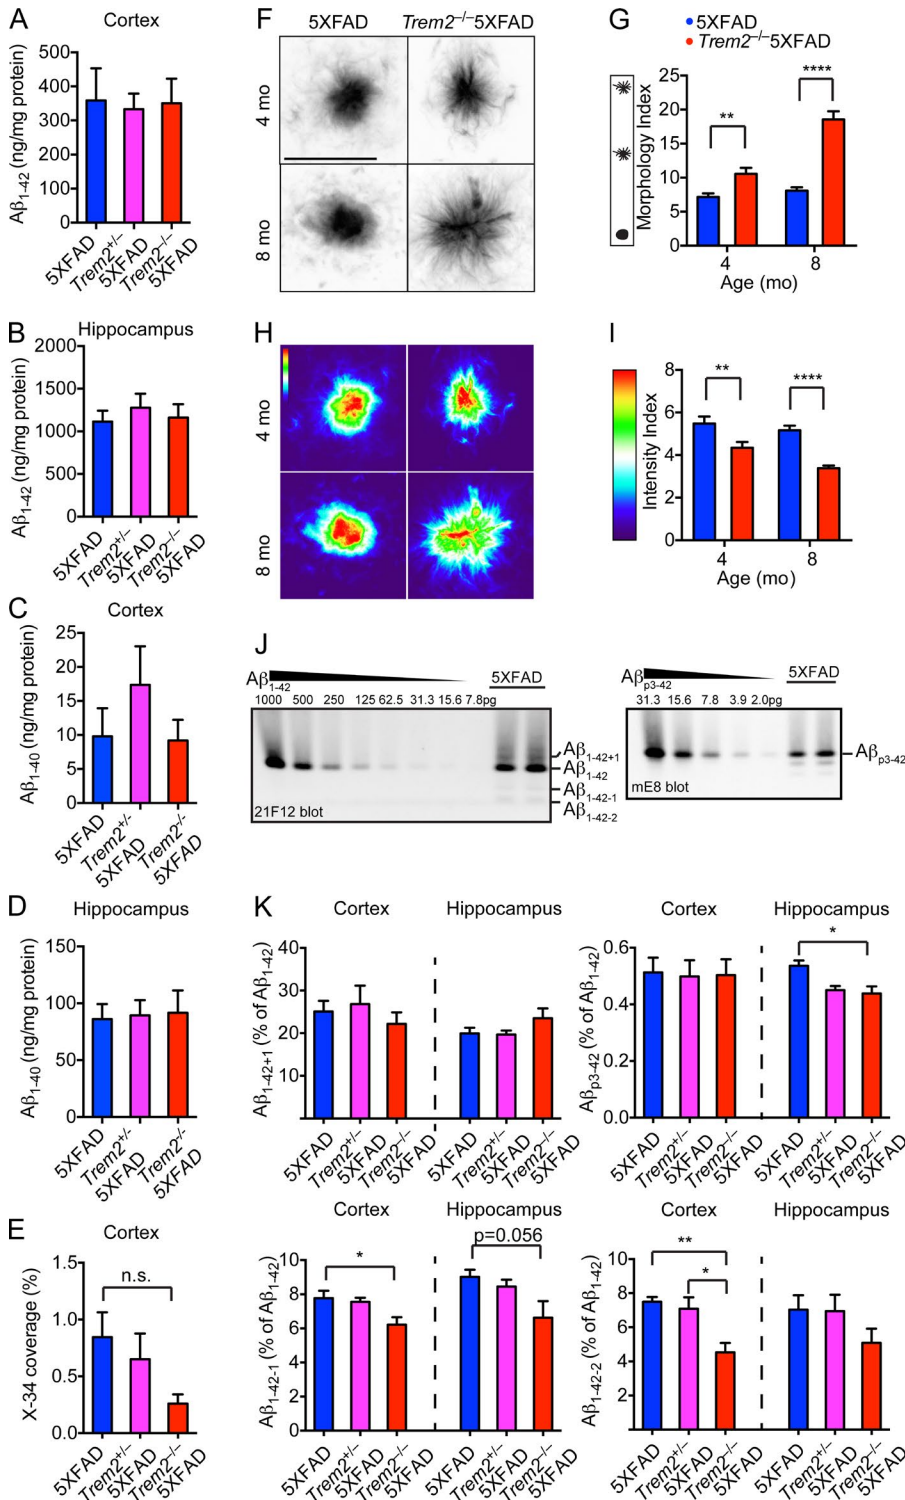 A
Cortex
Aβ1-42 (ng/mg protein)
500
400
300
200
100
0
5XFAD
Trem2+/–
5XFAD
Trem2–/–
5XFAD
B
Hippocampus
Aβ1-42 (ng/mg protein)
2000
1500
1000
500
0
5XFAD
Trem2+/–
5XFAD
Trem2–/–
5XFAD
C
Cortex
Aβ1-40 (ng/mg protein)
25
20
15
10
5
0
5XFAD
Trem2+/–
5XFAD
Trem2–/–
5XFAD
D
Hippocampus
Aβ1-40 (ng/mg protein)
150
100
50
0
5XFAD
Trem2+/–
5XFAD
Trem2–/–
5XFAD
E
Cortex
X-34 coverage (%)
1.5
1.0
0.5
0.0
n.s.
5XFAD
Trem2+/–
5XFAD
Trem2–/–
5XFAD
F
5XFAD
Trem2–/–5XFAD
4 mo
8 mo
G
5XFAD
Trem2–/–5XFAD
Morphology Index
25
20
15
10
5
0
**
****
4
8
Age (mo)
H
4 mo
8 mo
I
Intensity Index
8
6
4
2
0
**
****
4
8
Age (mo)
J
Aβ1-42
5XFAD
1000 500 250 125 62.5 31.3 15.6 7.8pg
Aβ1-42+1
Aβ1-42
Aβ1-42-1
Aβ1-42-2
21F12 blot
Aβp3-42
5XFAD
31.3 15.6 7.8 3.9 2.0pg
Aβp3-42
mE8 blot
K
Cortex
Hippocampus
Aβ1-42+1 (% of Aβ1-42)
40
30
20
10
5XFAD
Trem2+/–
5XFAD
Trem2–/–
5XFAD
5XFAD
Trem2+/–
5XFAD
Trem2–/–
5XFAD
Cortex
Hippocampus
Aβp3-42 (% of Aβ1-42)
0.6
0.4
0.2
0.0
*
5XFAD
Trem2+/–
5XFAD
Trem2–/–
5XFAD
5XFAD
Trem2+/–
5XFAD
Trem2–/–
5XFAD
Cortex
Hippocampus
Aβ1-42-1 (% of Aβ1-42)
10
8
6
4
2
0
*
p=0.056
5XFAD
Trem2+/–
5XFAD
Trem2–/–
5XFAD
5XFAD
Trem2+/–
5XFAD
Trem2–/–
5XFAD
Cortex
Hippocampus
Aβ1-42-2 (% of Aβ1-42)
10
8
6
4
2
**
*
5XFAD
Trem2+/–
5XFAD
Trem2–/–
5XFAD
5XFAD
Trem2+/–
5XFAD
Trem2–/–
5XFAD